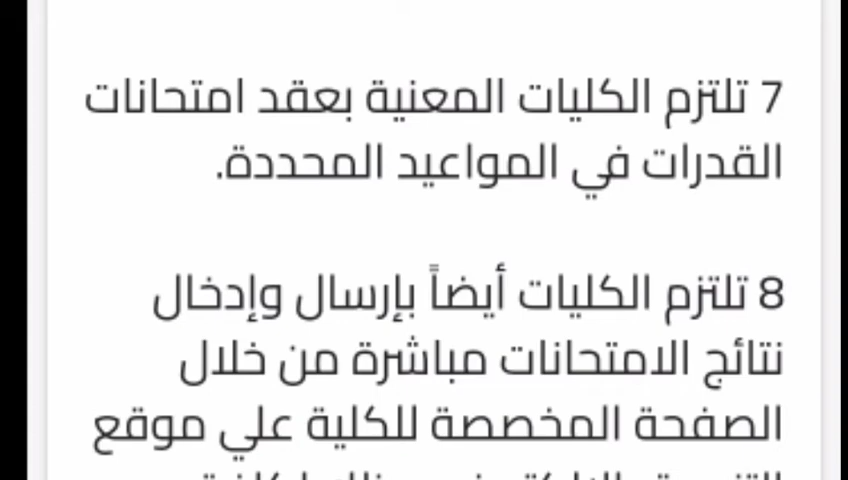 7 تلتزم الكليات المعنية بعقد امتحانات
القدرات في المواعيد المحددة.
8 تلتزم الكليات أيضاً بإرسال وإدخال
نتائج الامتحانات مباشرة من خلال
الصفحة المخصصة للكلية علي موقع